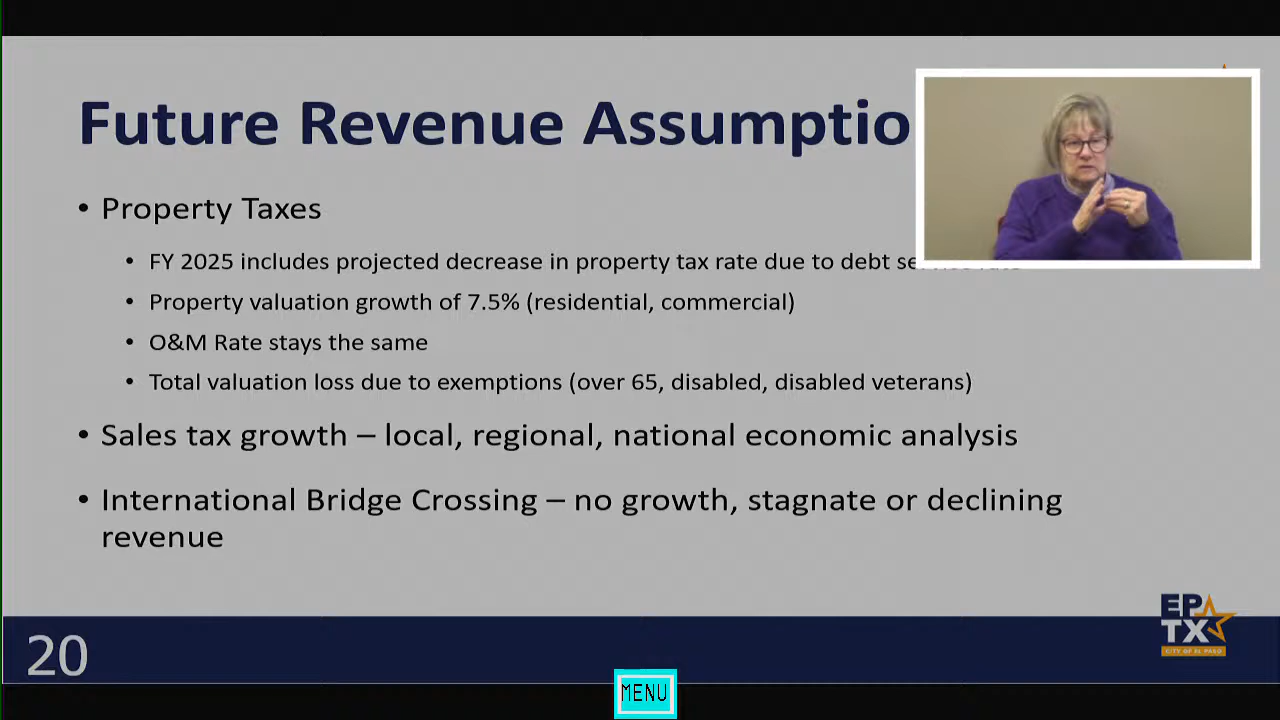 Future Revenue Assumptio
• Property Taxes
• FY 2025 includes projected decrease in property tax rate due to debt
• Property valuation growth of 7.5% (residential, commercial)
• O&M Rate stays the same
• Total valuation loss due to exemptions (over 65, disabled, disabled veterans)
• Sales tax growth – local, regional, national economic analysis
• International Bridge Crossing – no growth, stagnate or declining
revenue
EP
TX
CITY OF EL PASO
20
MENU